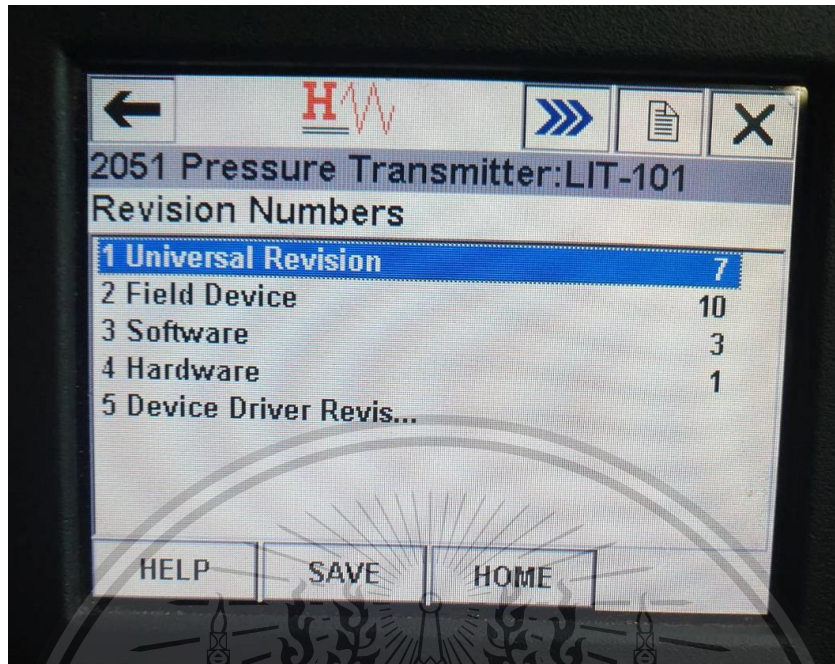 H
2051 Pressure Transmitter:LIT-101
Revision Numbers
1 Universal Revision 7
2 Field Device 10
3 Software 3
4 Hardware 1
5 Device Driver Revis...
HELP SAVE HOME